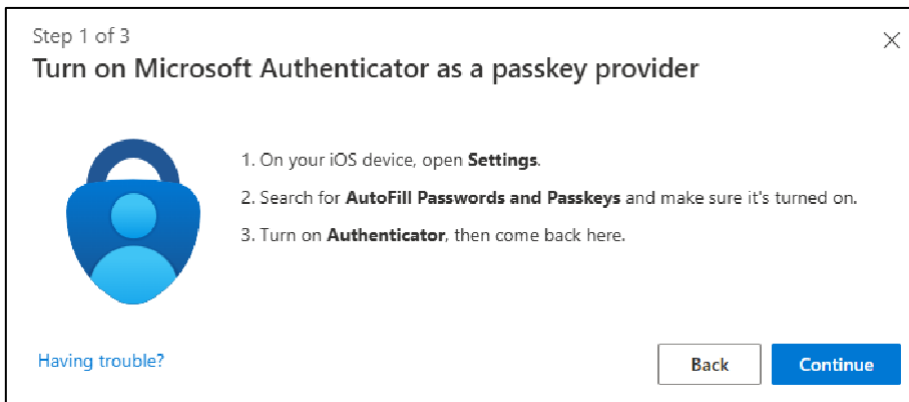 Step 1 of 3
Turn on Microsoft Authenticator as a passkey provider
1. On your iOS device, open Settings.
2. Search for AutoFill Passwords and Passkeys and make sure it's turned on.
3. Turn on Authenticator, then come back here.
Having trouble?
Back
Continue